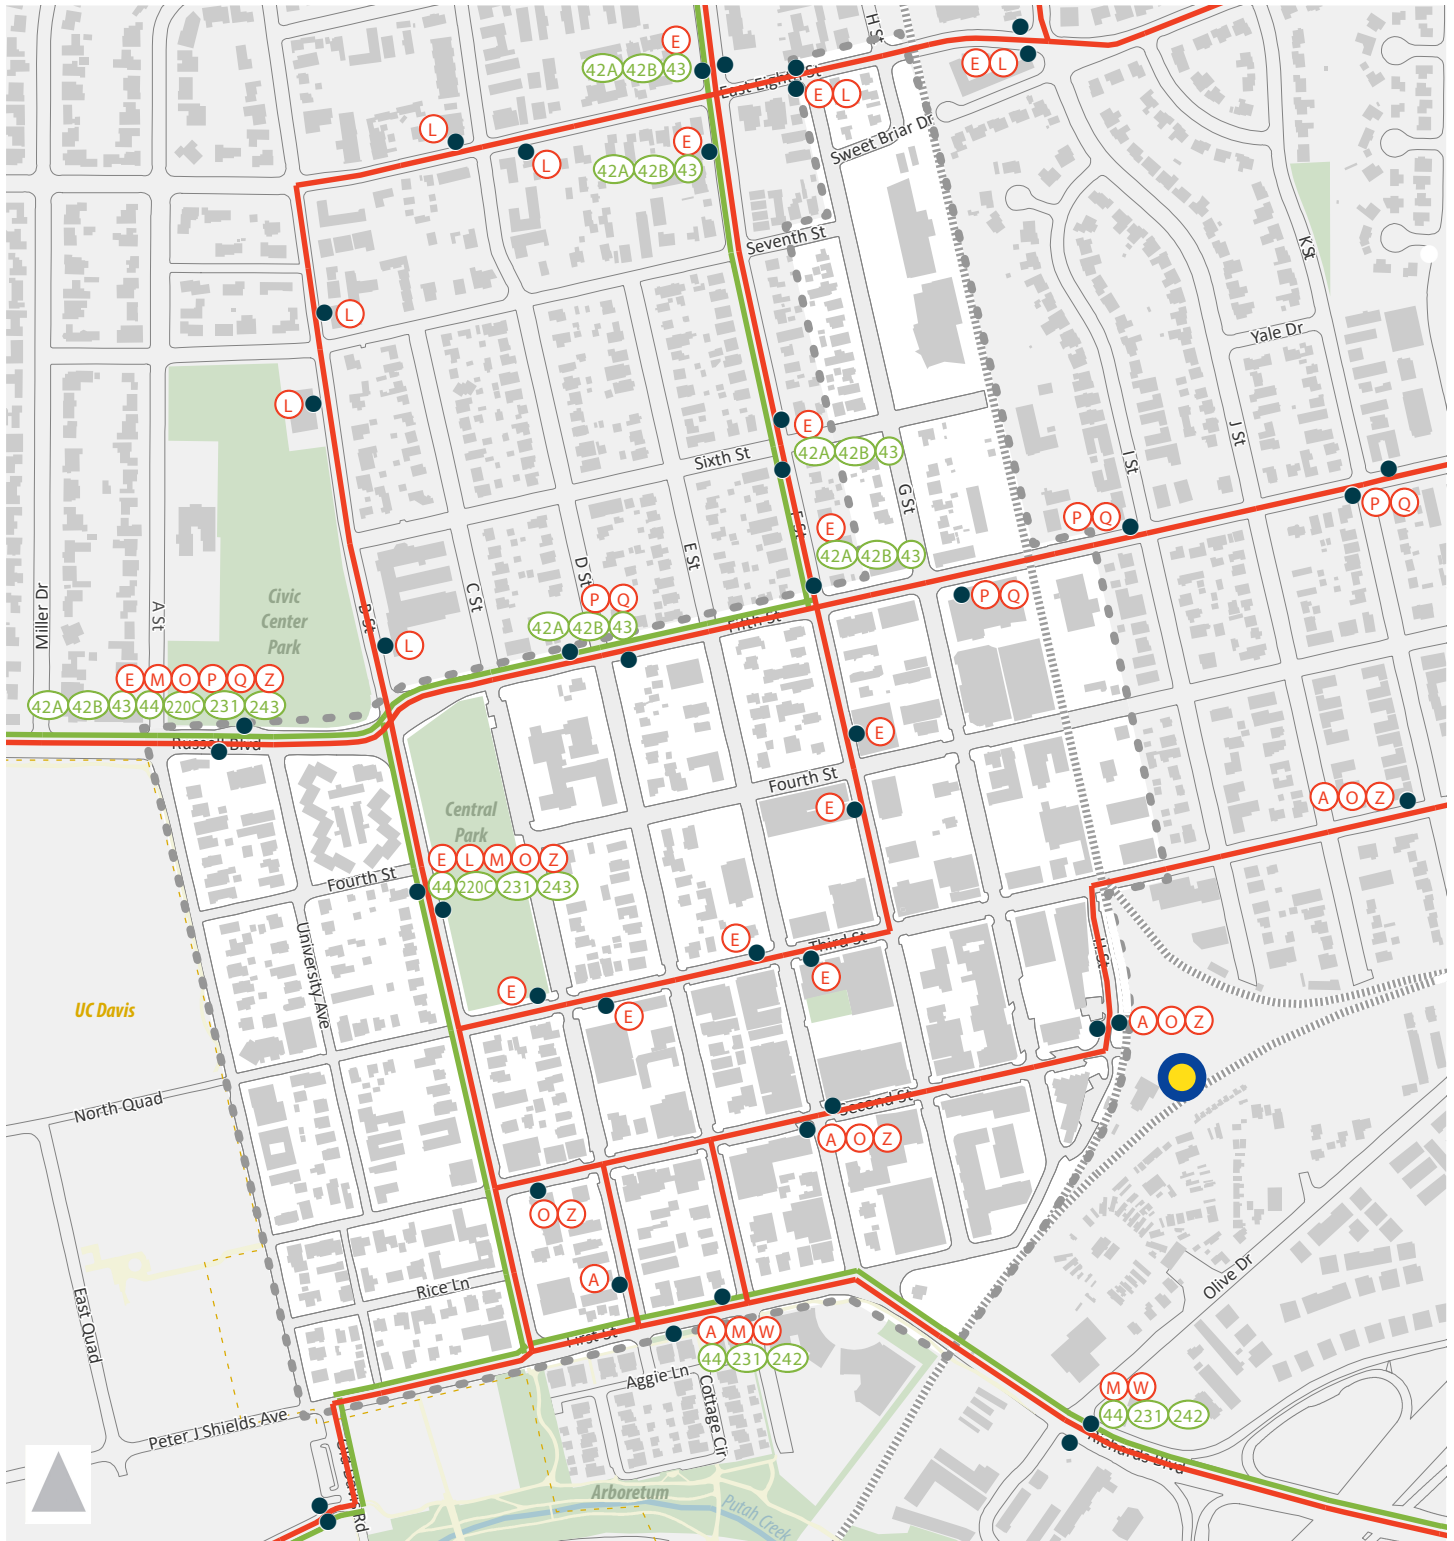 H St
E
42A 42B 43
E L
East Eighth St
E L
L
Sweet Briar Dr
E
L
42A 42B 43
Seventh St
K St
L
Yale Dr
L
E
J St
42A 42B 43
Sixth St
I St
G St
P Q
P Q
F St
E
42A 42B 43
E St
D St
C St
P Q
P Q
Miller Dr
A St
B St
Civic
Center
Park
42A 42B 43
Fifth St
L
E M O P Q Z
42A 42B 43 44 220C 231 243
E
Russell Blvd
Fourth St
E
A O Z
Central
Park
E L M O Z
44 220C 231 243
Fourth St
University Ave
E
Third St
H St
E
E
E
UC Davis
A O Z
North Quad
Second St
A O Z
O Z
A
Rice Ln
Olive Dr
East Quad
First St
A M W
44 231 242
Aggie Ln
Cottage Cir
M W
44 231 242
Peter J Shields Ave
Richards Blvd
Old Davis Rd
Arboretum
Putah Creek